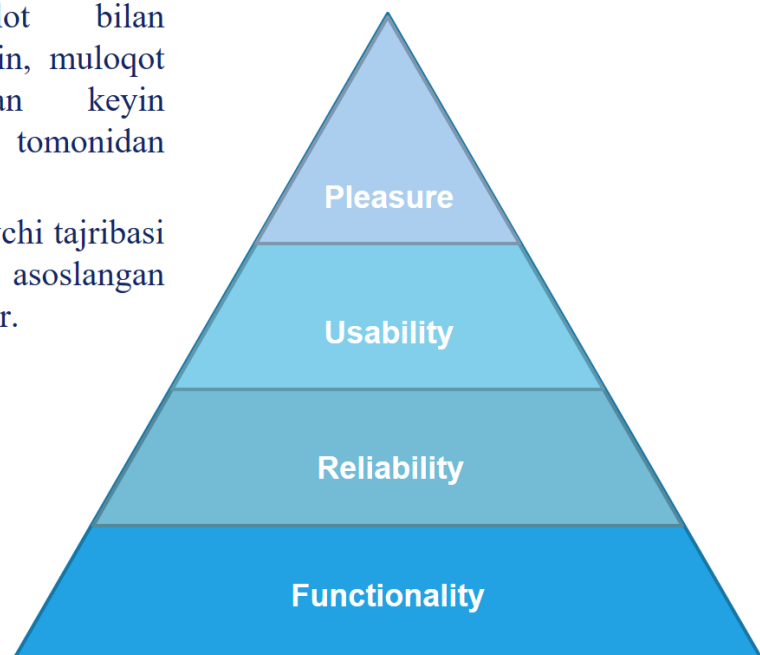 bilan
muloqot
keyin
tomonidan
tajribasi
asoslangan
Pleasure
Usability
Reliability
Functionality